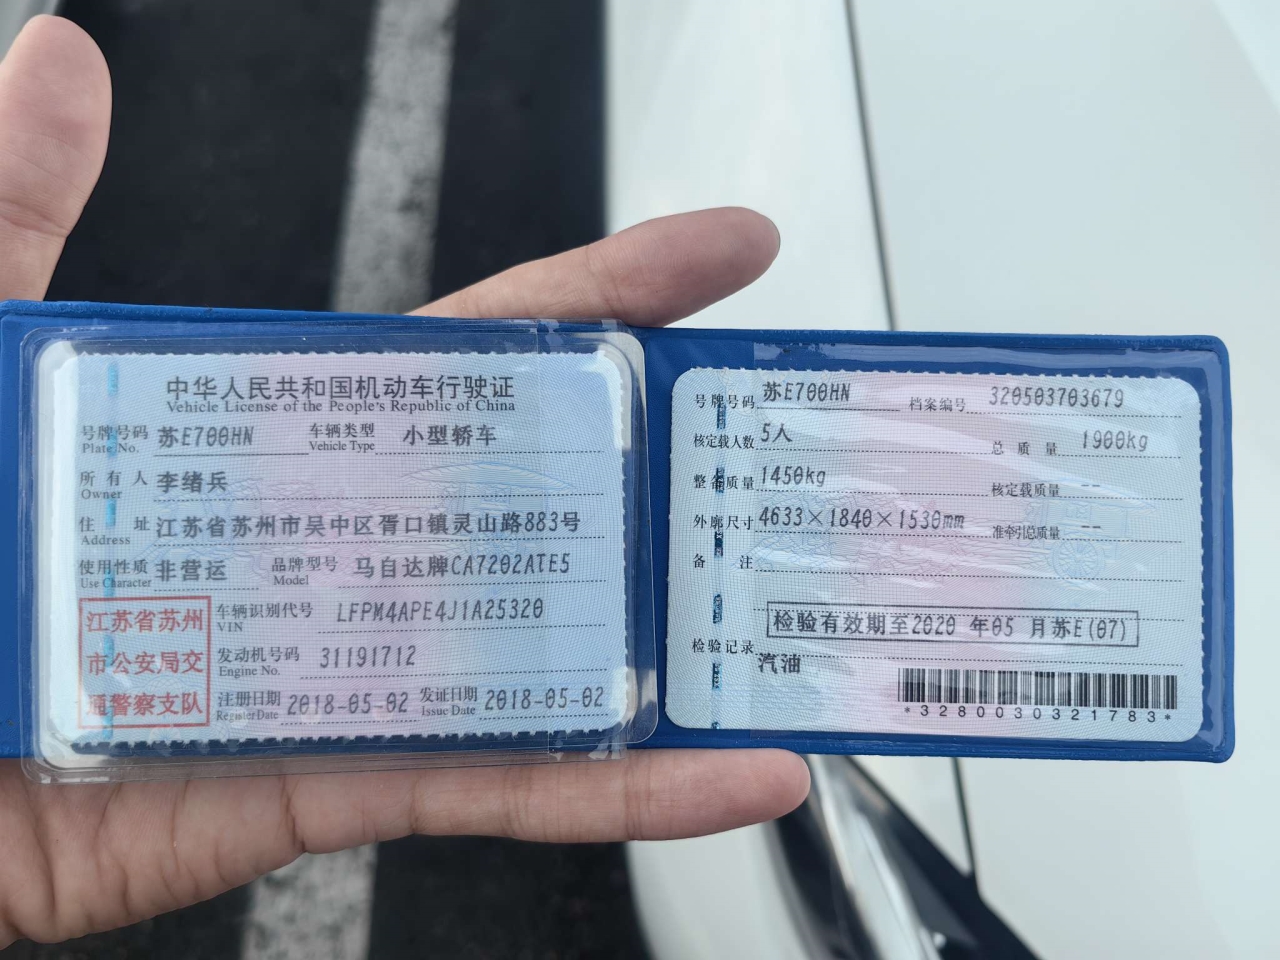 中华人民共和国机动车行驶证
Vehicle License of the People's Republic of China
号牌号码 苏E700HN 车辆类型 小型轿车
Plate No. Vehicle Type
所有人 李绪兵
Owner
住址 江苏省苏州市吴中区胥口镇灵山路883号
Address
使用性质 非营运 品牌型号 马自达牌CA7202ATE5
Use Character Model
江苏省苏州
市公安局交
通警察支队
车辆识别代号 LFPM4APE4J1A25320
VIN
发动机号码 31191712
Engine No.
注册日期 2018-05-02 发证日期 2018-05-02
Register Date Issue Date
号牌号码 苏E700HN 档案编号 320503703679
核定载人数 5人 总质量 1900kg
整备质量 1450kg 核定载质量 --
外廓尺寸 4633×1840×1530mm 准牵引总质量 --
备注
检验有效期至2020 年05 月苏E(07)
检验记录
汽油
*3280030321783*